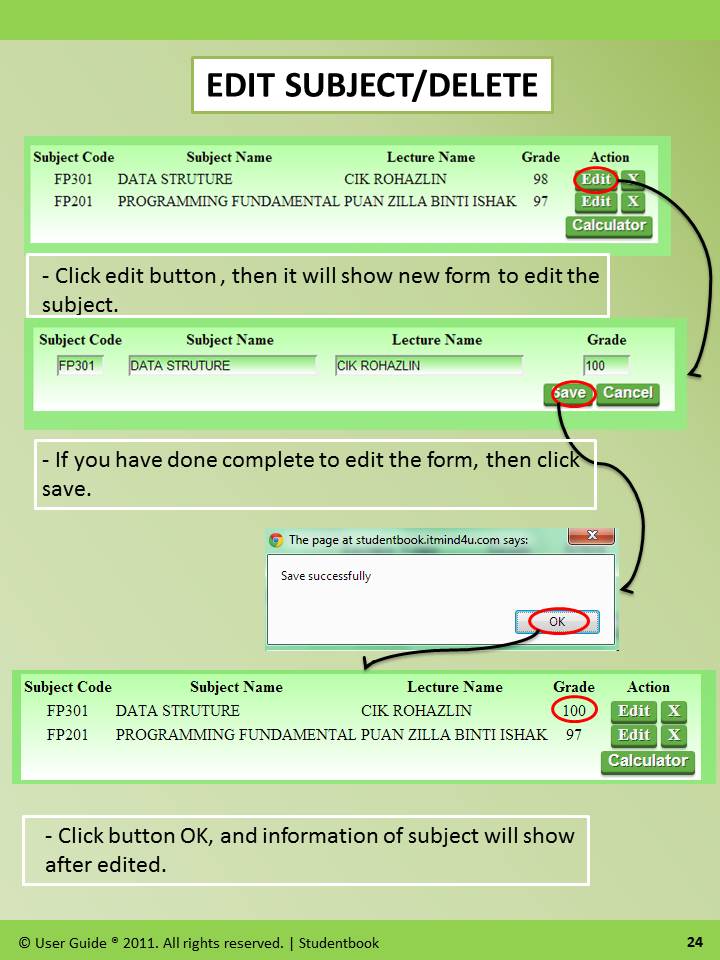 EDIT SUBJECT/DELETE
Subject Code Subject Name Lecture Name Grade Action
FP301 DATA STRUTURE CIK ROHAZLIN 98 Edit X
FP201 PROGRAMMING FUNDAMENTAL PUAN ZILLA BINTI ISHAK 97 Edit X
Calculator
- Click edit button , then it will show new form to edit the
subject.
Subject Code Subject Name Lecture Name Grade
FP301 DATA STRUTURE CIK ROHAZLIN 100
Save Cancel
- If you have done complete to edit the form, then click
save.
The page at studentbook.itmind4u.com says: X
Save successfully
OK
Subject Code Subject Name Lecture Name Grade Action
FP301 DATA STRUTURE CIK ROHAZLIN 100 Edit X
FP201 PROGRAMMING FUNDAMENTAL PUAN ZILLA BINTI ISHAK 97 Edit X
Calculator
- Click button OK, and information of subject will show
after edited.
© User Guide ® 2011. All rights reserved. | Studentbook 24